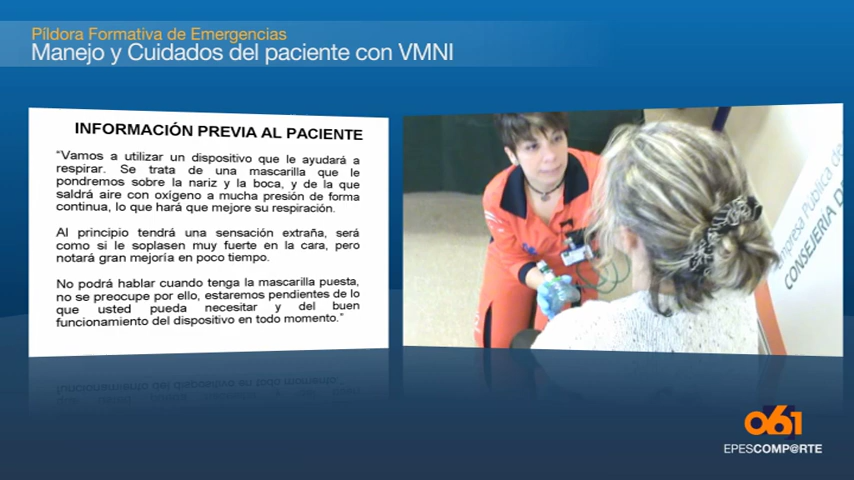 Píldora Formativa de Emergencias
Manejo y Cuidados del paciente con VMNI
INFORMACIÓN PREVIA AL PACIENTE
“Vamos a utilizar un dispositivo que le ayudará a
respirar. Se trata de una mascarilla que le
pondremos sobre la nariz y la boca, y de la que
saldrá aire con oxígeno a mucha presión de forma
continua, lo que hará que mejore su respiración.
Al principio tendrá una sensación extraña, será
como si le soplasen muy fuerte en la cara, pero
notará gran mejoría en poco tiempo.
No podrá hablar cuando tenga la mascarilla puesta,
no se preocupe por ello, estaremos pendientes de lo
que usted pueda necesitar y del buen
funcionamiento del dispositivo en todo momento.”
Empresa Pública de
CONSEJERÍA DE
061
EPESCOMP@RTE